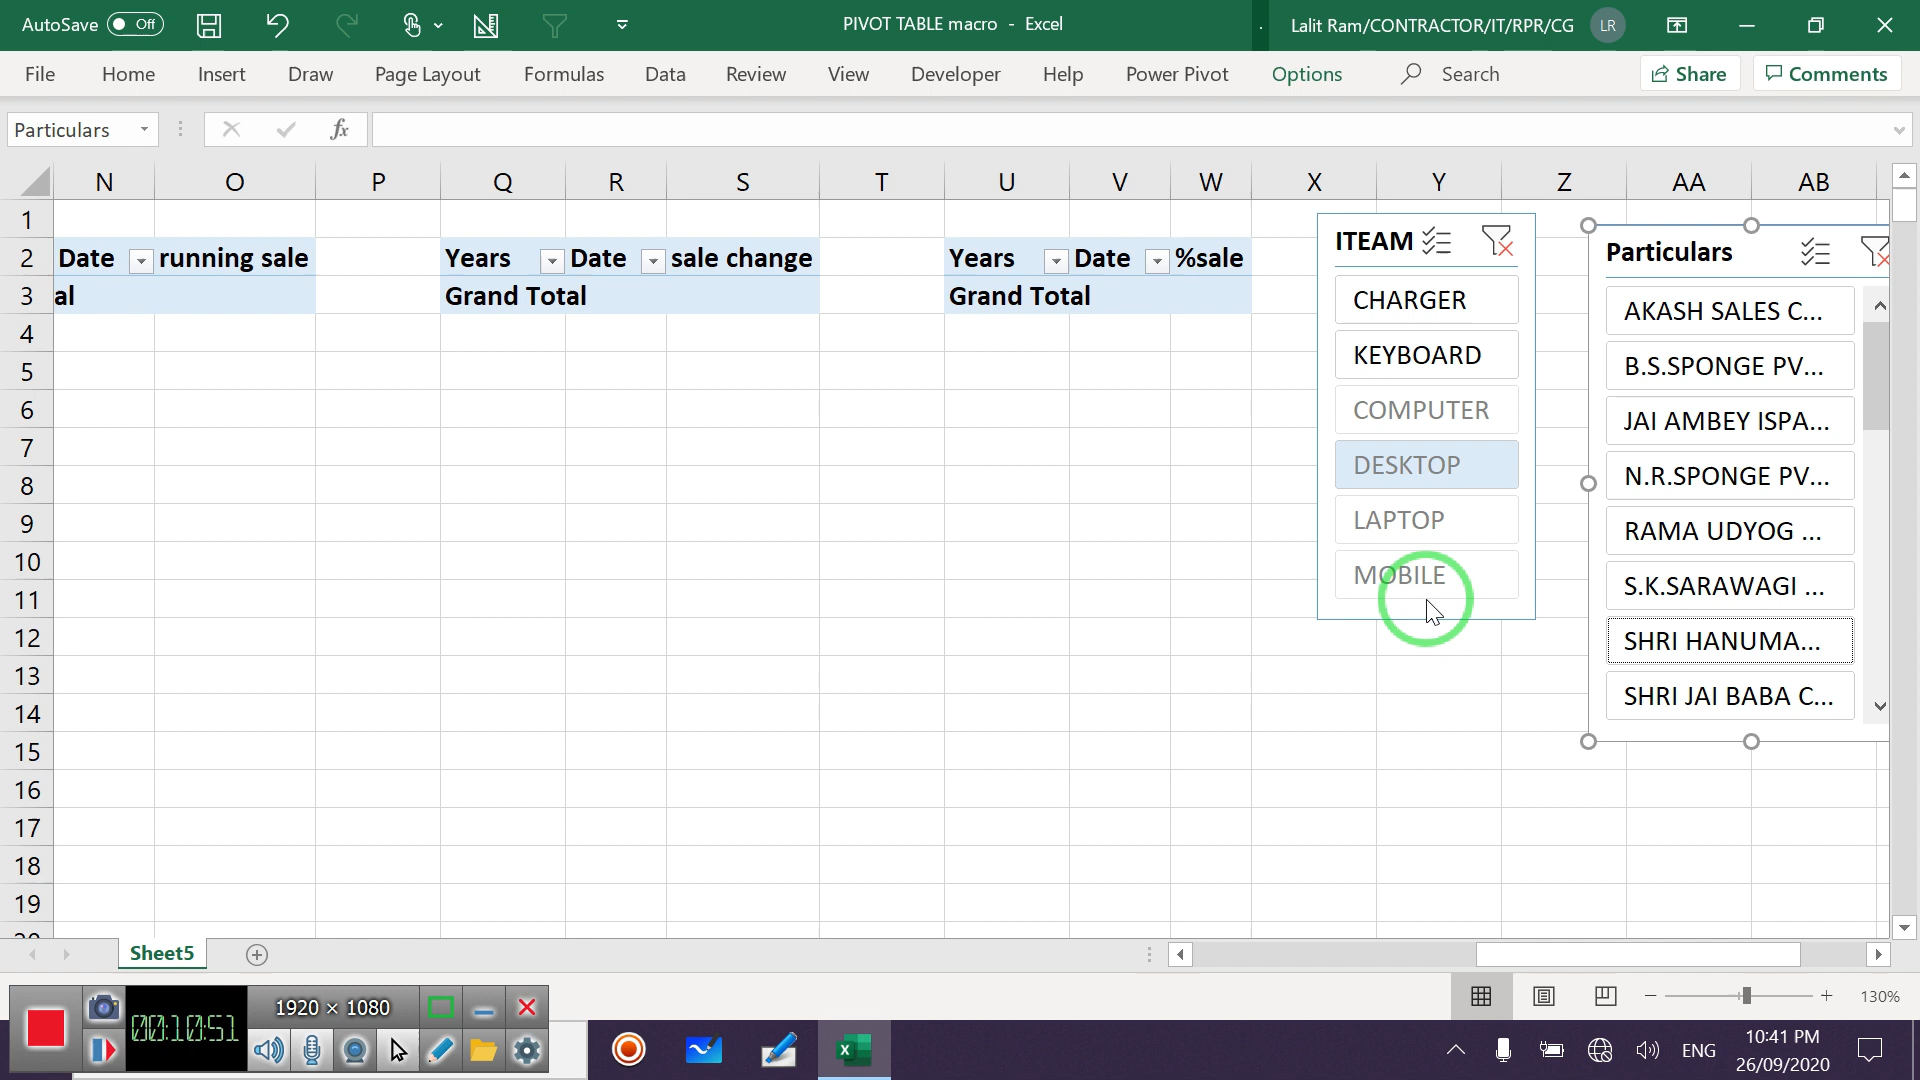 AutoSave Off
PIVOT TABLE macro - Excel
Lalit Ram/CONTRACTOR/IT/RPR/CG LR
File Home Insert Draw Page Layout Formulas Data Review View Developer Help Power Pivot Options Search Share Comments
Particulars fx
N O P Q R S T U V W X Y Z AA AB
1
2 Date running sale Years Date sale change Years Date %sale
3 al Grand Total Grand Total
4
5
6
7
8
9
10
11
12
13
14
15
16
17
18
19
20
ITEAM
CHARGER
KEYBOARD
COMPUTER
DESKTOP
LAPTOP
MOBILE
Particulars
AKASH SALES C...
B.S.SPONGE PV...
JAI AMBEY ISPA...
N.R.SPONGE PV...
RAMA UDYOG ...
S.K.SARAWAGI ...
SHRI HANUMA...
SHRI JAI BABA C...
Sheet5
130%
1920 × 1080
00:10:51
ENG
10:41 PM
26/09/2020